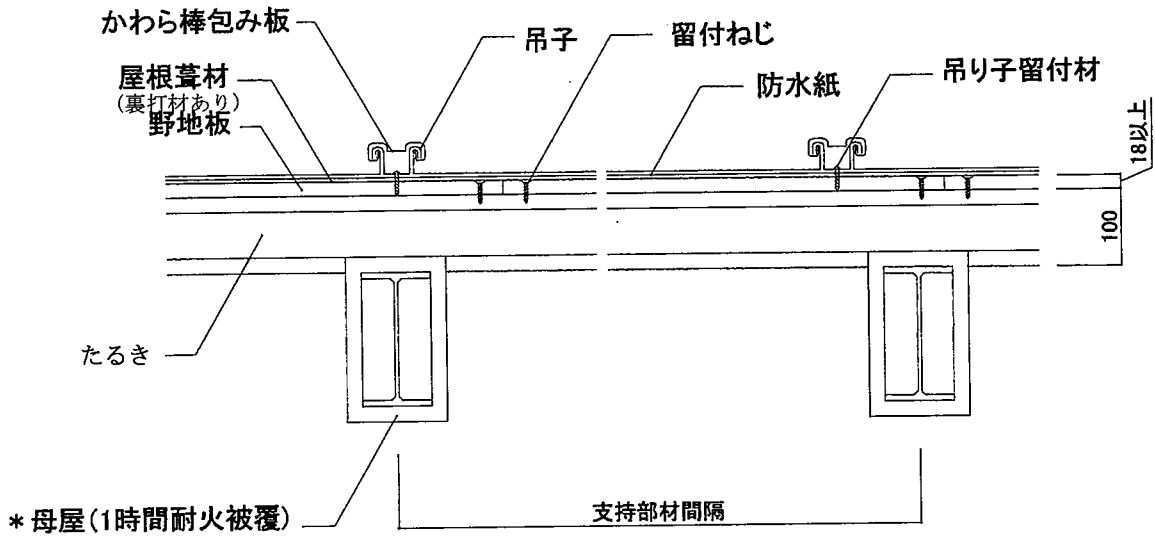 かわら棒包み板
吊子
留付ねじ
屋根葺材
(裏打材あり)
野地板
防水紙
吊り子留付材
18以上
100
たるき
＊母屋(1時間耐火被覆)
支持部材間隔